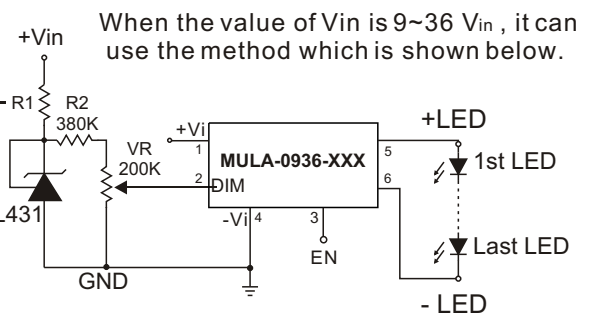 When the value of Vin is 9~36 Vin , it can
use the method which is shown below.
+Vin
R1
R2
380K
VR
200K
L431
GND
+Vi
1
2
DIM
MULA-0936-XXX
-Vi
4
3
EN
5
6
+LED
1st LED
Last LED
- LED